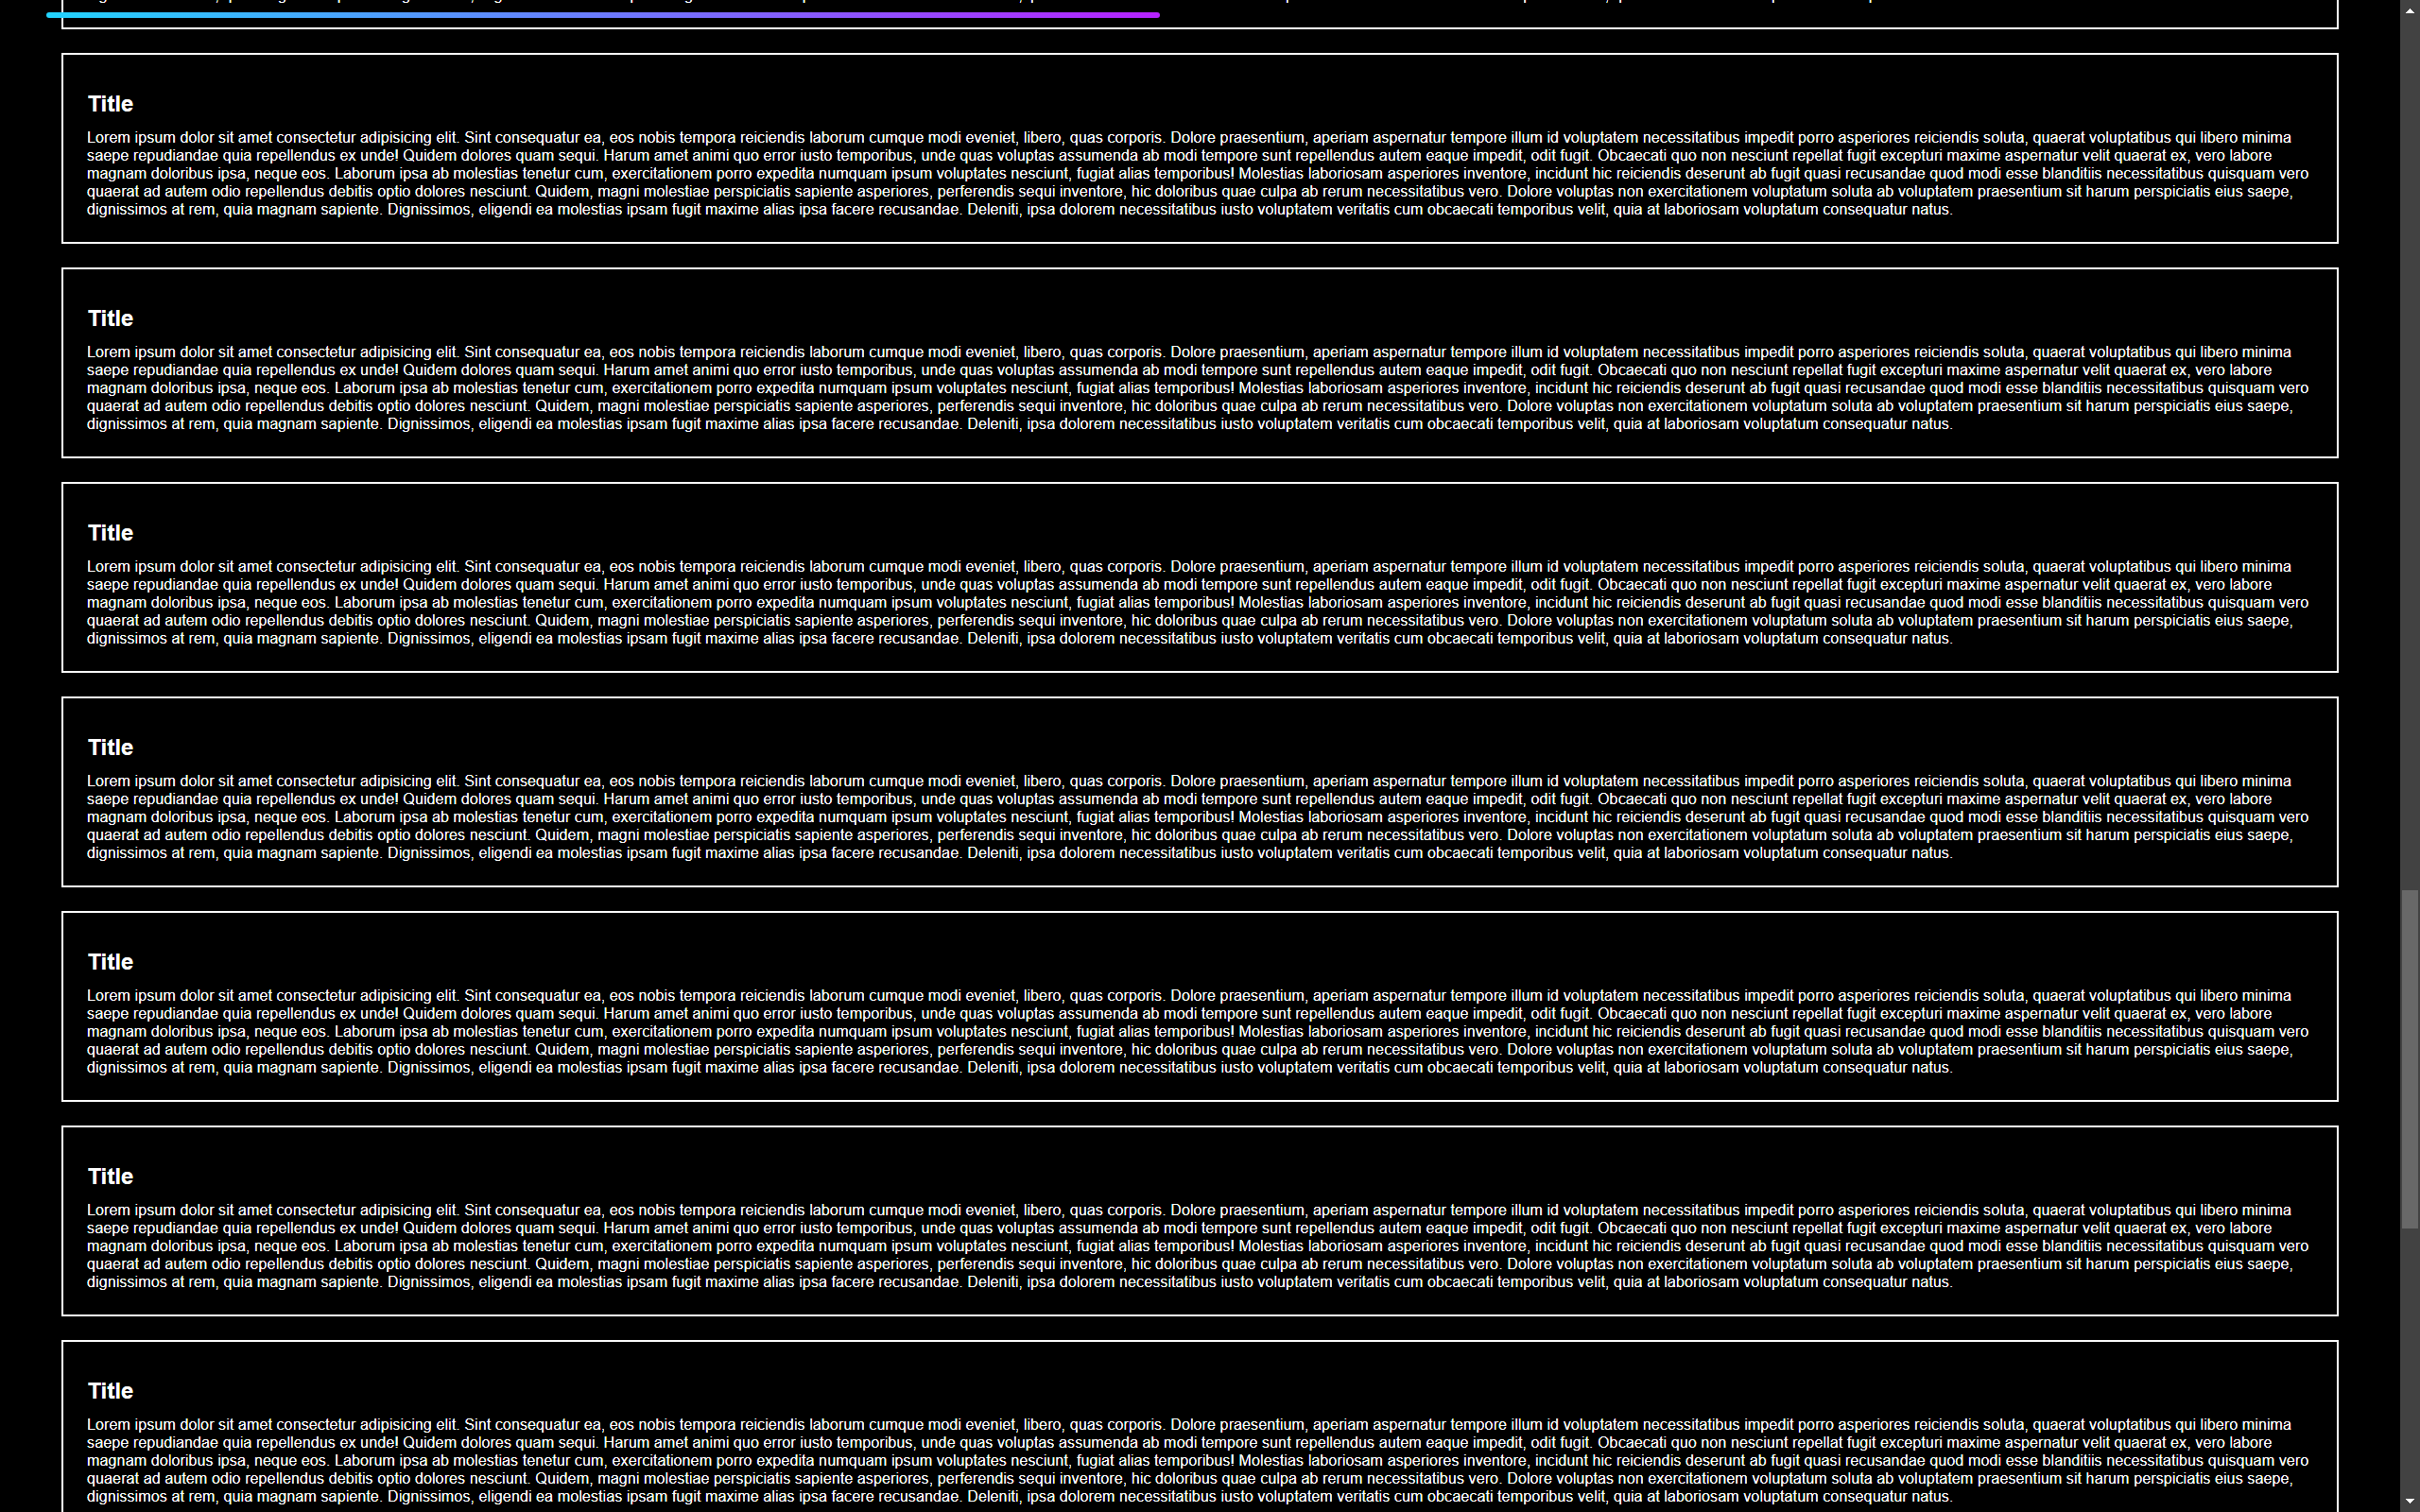 Title
Lorem ipsum dolor sit amet consectetur adipisicing elit. Sint consequatur ea, eos nobis tempora reiciendis laborum cumque modi eveniet, libero, quas corporis. Dolore praesentium, aperiam aspernatur tempore illum id voluptatem necessitatibus impedit porro asperiores reiciendis soluta, quaerat voluptatibus qui libero minima
saepe repudiandae quia repellendus ex unde! Quidem dolores quam sequi. Harum amet animi quo error iusto temporibus, unde quas voluptas assumenda ab modi tempore sunt repellendus autem eaque impedit, odit fugit. Obcaecati quo non nesciunt repellat fugit excepturi maxime aspernatur velit quaerat ex, vero labore
magnam doloribus ipsa, neque eos. Laborum ipsa ab molestias tenetur cum, exercitationem porro expedita numquam ipsum voluptates nesciunt, fugiat alias temporibus! Molestias laboriosam asperiores inventore, incidunt hic reiciendis deserunt ab fugit quasi recusandae quod modi esse blanditiis necessitatibus quisquam vero
quaerat ad autem odio repellendus debitis optio dolores nesciunt. Quidem, magni molestiae perspiciatis sapiente asperiores, perferendis sequi inventore, hic doloribus quae culpa ab rerum necessitatibus vero. Dolore voluptas non exercitationem voluptatum soluta ab voluptatem praesentium sit harum perspiciatis eius saepe,
dignissimos at rem, quia magnam sapiente. Dignissimos, eligendi ea molestias ipsam fugit maxime alias ipsa facere recusandae. Deleniti, ipsa dolorem necessitatibus iusto voluptatem veritatis cum obcaecati temporibus velit, quia at laboriosam voluptatum consequatur natus.
Title
Lorem ipsum dolor sit amet consectetur adipisicing elit. Sint consequatur ea, eos nobis tempora reiciendis laborum cumque modi eveniet, libero, quas corporis. Dolore praesentium, aperiam aspernatur tempore illum id voluptatem necessitatibus impedit porro asperiores reiciendis soluta, quaerat voluptatibus qui libero minima
saepe repudiandae quia repellendus ex unde! Quidem dolores quam sequi. Harum amet animi quo error iusto temporibus, unde quas voluptas assumenda ab modi tempore sunt repellendus autem eaque impedit, odit fugit. Obcaecati quo non nesciunt repellat fugit excepturi maxime aspernatur velit quaerat ex, vero labore
magnam doloribus ipsa, neque eos. Laborum ipsa ab molestias tenetur cum, exercitationem porro expedita numquam ipsum voluptates nesciunt, fugiat alias temporibus! Molestias laboriosam asperiores inventore, incidunt hic reiciendis deserunt ab fugit quasi recusandae quod modi esse blanditiis necessitatibus quisquam vero
quaerat ad autem odio repellendus debitis optio dolores nesciunt. Quidem, magni molestiae perspiciatis sapiente asperiores, perferendis sequi inventore, hic doloribus quae culpa ab rerum necessitatibus vero. Dolore voluptas non exercitationem voluptatum soluta ab voluptatem praesentium sit harum perspiciatis eius saepe,
dignissimos at rem, quia magnam sapiente. Dignissimos, eligendi ea molestias ipsam fugit maxime alias ipsa facere recusandae. Deleniti, ipsa dolorem necessitatibus iusto voluptatem veritatis cum obcaecati temporibus velit, quia at laboriosam voluptatum consequatur natus.
Title
Lorem ipsum dolor sit amet consectetur adipisicing elit. Sint consequatur ea, eos nobis tempora reiciendis laborum cumque modi eveniet, libero, quas corporis. Dolore praesentium, aperiam aspernatur tempore illum id voluptatem necessitatibus impedit porro asperiores reiciendis soluta, quaerat voluptatibus qui libero minima
saepe repudiandae quia repellendus ex unde! Quidem dolores quam sequi. Harum amet animi quo error iusto temporibus, unde quas voluptas assumenda ab modi tempore sunt repellendus autem eaque impedit, odit fugit. Obcaecati quo non nesciunt repellat fugit excepturi maxime aspernatur velit quaerat ex, vero labore
magnam doloribus ipsa, neque eos. Laborum ipsa ab molestias tenetur cum, exercitationem porro expedita numquam ipsum voluptates nesciunt, fugiat alias temporibus! Molestias laboriosam asperiores inventore, incidunt hic reiciendis deserunt ab fugit quasi recusandae quod modi esse blanditiis necessitatibus quisquam vero
quaerat ad autem odio repellendus debitis optio dolores nesciunt. Quidem, magni molestiae perspiciatis sapiente asperiores, perferendis sequi inventore, hic doloribus quae culpa ab rerum necessitatibus vero. Dolore voluptas non exercitationem voluptatum soluta ab voluptatem praesentium sit harum perspiciatis eius saepe,
dignissimos at rem, quia magnam sapiente. Dignissimos, eligendi ea molestias ipsam fugit maxime alias ipsa facere recusandae. Deleniti, ipsa dolorem necessitatibus iusto voluptatem veritatis cum obcaecati temporibus velit, quia at laboriosam voluptatum consequatur natus.
Title
Lorem ipsum dolor sit amet consectetur adipisicing elit. Sint consequatur ea, eos nobis tempora reiciendis laborum cumque modi eveniet, libero, quas corporis. Dolore praesentium, aperiam aspernatur tempore illum id voluptatem necessitatibus impedit porro asperiores reiciendis soluta, quaerat voluptatibus qui libero minima
saepe repudiandae quia repellendus ex unde! Quidem dolores quam sequi. Harum amet animi quo error iusto temporibus, unde quas voluptas assumenda ab modi tempore sunt repellendus autem eaque impedit, odit fugit. Obcaecati quo non nesciunt repellat fugit excepturi maxime aspernatur velit quaerat ex, vero labore
magnam doloribus ipsa, neque eos. Laborum ipsa ab molestias tenetur cum, exercitationem porro expedita numquam ipsum voluptates nesciunt, fugiat alias temporibus! Molestias laboriosam asperiores inventore, incidunt hic reiciendis deserunt ab fugit quasi recusandae quod modi esse blanditiis necessitatibus quisquam vero
quaerat ad autem odio repellendus debitis optio dolores nesciunt. Quidem, magni molestiae perspiciatis sapiente asperiores, perferendis sequi inventore, hic doloribus quae culpa ab rerum necessitatibus vero. Dolore voluptas non exercitationem voluptatum soluta ab voluptatem praesentium sit harum perspiciatis eius saepe,
dignissimos at rem, quia magnam sapiente. Dignissimos, eligendi ea molestias ipsam fugit maxime alias ipsa facere recusandae. Deleniti, ipsa dolorem necessitatibus iusto voluptatem veritatis cum obcaecati temporibus velit, quia at laboriosam voluptatum consequatur natus.
Title
Lorem ipsum dolor sit amet consectetur adipisicing elit. Sint consequatur ea, eos nobis tempora reiciendis laborum cumque modi eveniet, libero, quas corporis. Dolore praesentium, aperiam aspernatur tempore illum id voluptatem necessitatibus impedit porro asperiores reiciendis soluta, quaerat voluptatibus qui libero minima
saepe repudiandae quia repellendus ex unde! Quidem dolores quam sequi. Harum amet animi quo error iusto temporibus, unde quas voluptas assumenda ab modi tempore sunt repellendus autem eaque impedit, odit fugit. Obcaecati quo non nesciunt repellat fugit excepturi maxime aspernatur velit quaerat ex, vero labore
magnam doloribus ipsa, neque eos. Laborum ipsa ab molestias tenetur cum, exercitationem porro expedita numquam ipsum voluptates nesciunt, fugiat alias temporibus! Molestias laboriosam asperiores inventore, incidunt hic reiciendis deserunt ab fugit quasi recusandae quod modi esse blanditiis necessitatibus quisquam vero
quaerat ad autem odio repellendus debitis optio dolores nesciunt. Quidem, magni molestiae perspiciatis sapiente asperiores, perferendis sequi inventore, hic doloribus quae culpa ab rerum necessitatibus vero. Dolore voluptas non exercitationem voluptatum soluta ab voluptatem praesentium sit harum perspiciatis eius saepe,
dignissimos at rem, quia magnam sapiente. Dignissimos, eligendi ea molestias ipsam fugit maxime alias ipsa facere recusandae. Deleniti, ipsa dolorem necessitatibus iusto voluptatem veritatis cum obcaecati temporibus velit, quia at laboriosam voluptatum consequatur natus.
Title
Lorem ipsum dolor sit amet consectetur adipisicing elit. Sint consequatur ea, eos nobis tempora reiciendis laborum cumque modi eveniet, libero, quas corporis. Dolore praesentium, aperiam aspernatur tempore illum id voluptatem necessitatibus impedit porro asperiores reiciendis soluta, quaerat voluptatibus qui libero minima
saepe repudiandae quia repellendus ex unde! Quidem dolores quam sequi. Harum amet animi quo error iusto temporibus, unde quas voluptas assumenda ab modi tempore sunt repellendus autem eaque impedit, odit fugit. Obcaecati quo non nesciunt repellat fugit excepturi maxime aspernatur velit quaerat ex, vero labore
magnam doloribus ipsa, neque eos. Laborum ipsa ab molestias tenetur cum, exercitationem porro expedita numquam ipsum voluptates nesciunt, fugiat alias temporibus! Molestias laboriosam asperiores inventore, incidunt hic reiciendis deserunt ab fugit quasi recusandae quod modi esse blanditiis necessitatibus quisquam vero
quaerat ad autem odio repellendus debitis optio dolores nesciunt. Quidem, magni molestiae perspiciatis sapiente asperiores, perferendis sequi inventore, hic doloribus quae culpa ab rerum necessitatibus vero. Dolore voluptas non exercitationem voluptatum soluta ab voluptatem praesentium sit harum perspiciatis eius saepe,
dignissimos at rem, quia magnam sapiente. Dignissimos, eligendi ea molestias ipsam fugit maxime alias ipsa facere recusandae. Deleniti, ipsa dolorem necessitatibus iusto voluptatem veritatis cum obcaecati temporibus velit, quia at laboriosam voluptatum consequatur natus.
Title
Lorem ipsum dolor sit amet consectetur adipisicing elit. Sint consequatur ea, eos nobis tempora reiciendis laborum cumque modi eveniet, libero, quas corporis. Dolore praesentium, aperiam aspernatur tempore illum id voluptatem necessitatibus impedit porro asperiores reiciendis soluta, quaerat voluptatibus qui libero minima
saepe repudiandae quia repellendus ex unde! Quidem dolores quam sequi. Harum amet animi quo error iusto temporibus, unde quas voluptas assumenda ab modi tempore sunt repellendus autem eaque impedit, odit fugit. Obcaecati quo non nesciunt repellat fugit excepturi maxime aspernatur velit quaerat ex, vero labore
magnam doloribus ipsa, neque eos. Laborum ipsa ab molestias tenetur cum, exercitationem porro expedita numquam ipsum voluptates nesciunt, fugiat alias temporibus! Molestias laboriosam asperiores inventore, incidunt hic reiciendis deserunt ab fugit quasi recusandae quod modi esse blanditiis necessitatibus quisquam vero
quaerat ad autem odio repellendus debitis optio dolores nesciunt. Quidem, magni molestiae perspiciatis sapiente asperiores, perferendis sequi inventore, hic doloribus quae culpa ab rerum necessitatibus vero. Dolore voluptas non exercitationem voluptatum soluta ab voluptatem praesentium sit harum perspiciatis eius saepe,
dignissimos at rem, quia magnam sapiente. Dignissimos, eligendi ea molestias ipsam fugit maxime alias ipsa facere recusandae. Deleniti, ipsa dolorem necessitatibus iusto voluptatem veritatis cum obcaecati temporibus velit, quia at laboriosam voluptatum consequatur natus.